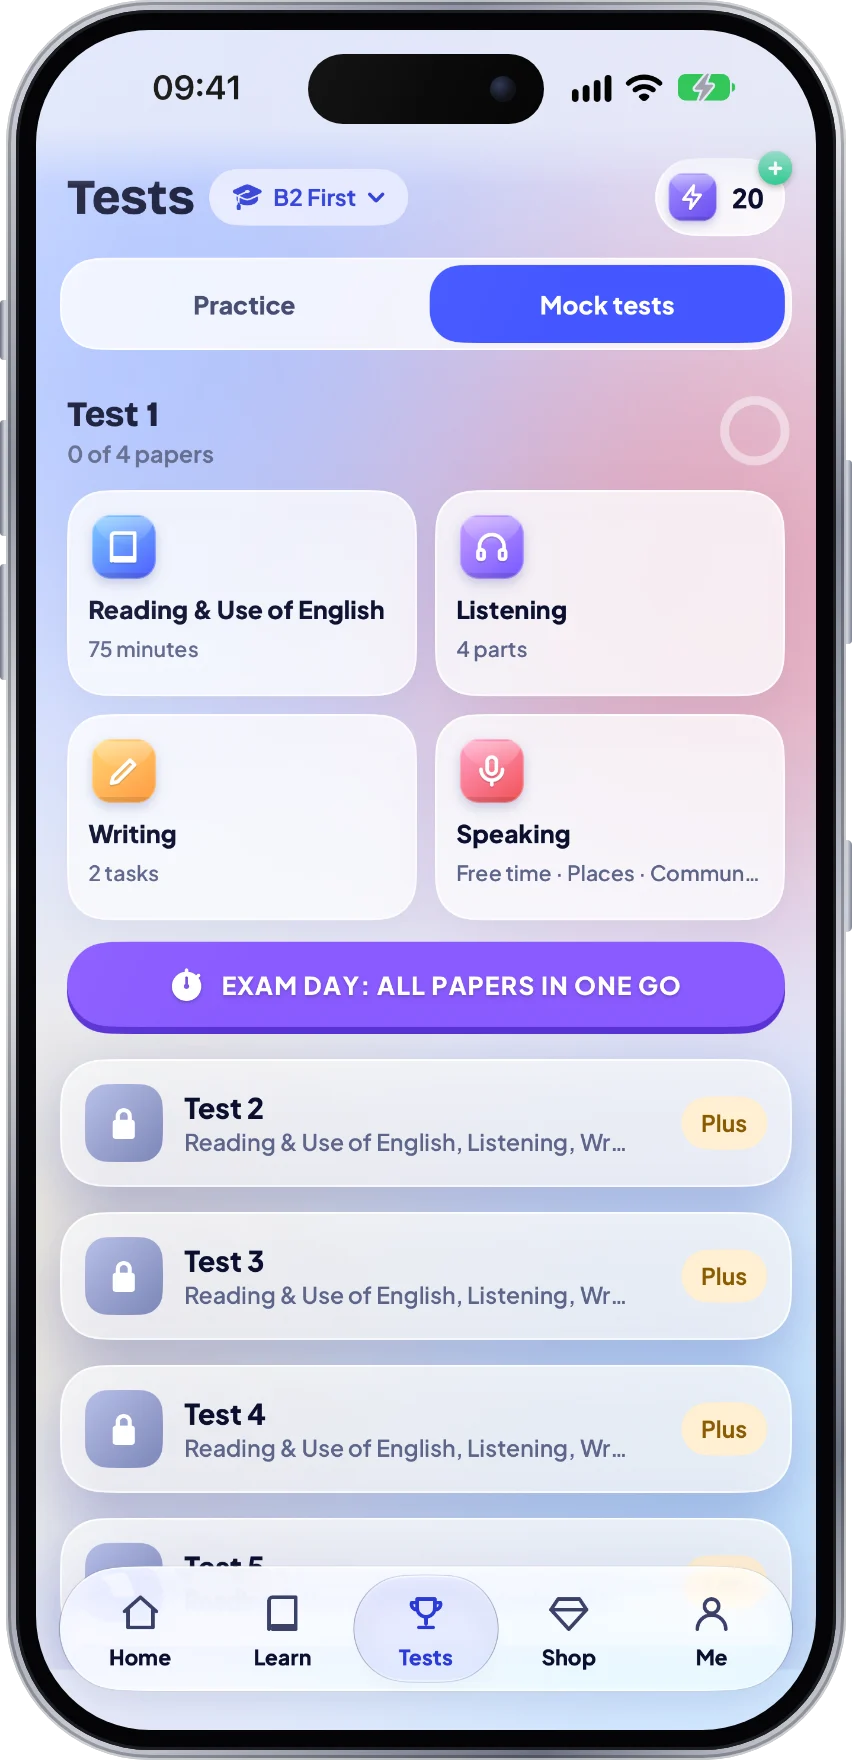 09:41
Tests
B2 First
20
Practice
Mock tests
Test 1
0 of 4 papers
Reading & Use of English
75 minutes
Listening
4 parts
Writing
2 tasks
Speaking
Free time · Places · Commun...
EXAM DAY: ALL PAPERS IN ONE GO
Test 2
Reading & Use of English, Listening, Wr...
Plus
Test 3
Reading & Use of English, Listening, Wr...
Plus
Test 4
Reading & Use of English, Listening, Wr...
Plus
Test 5
Home
Learn
Tests
Shop
Me